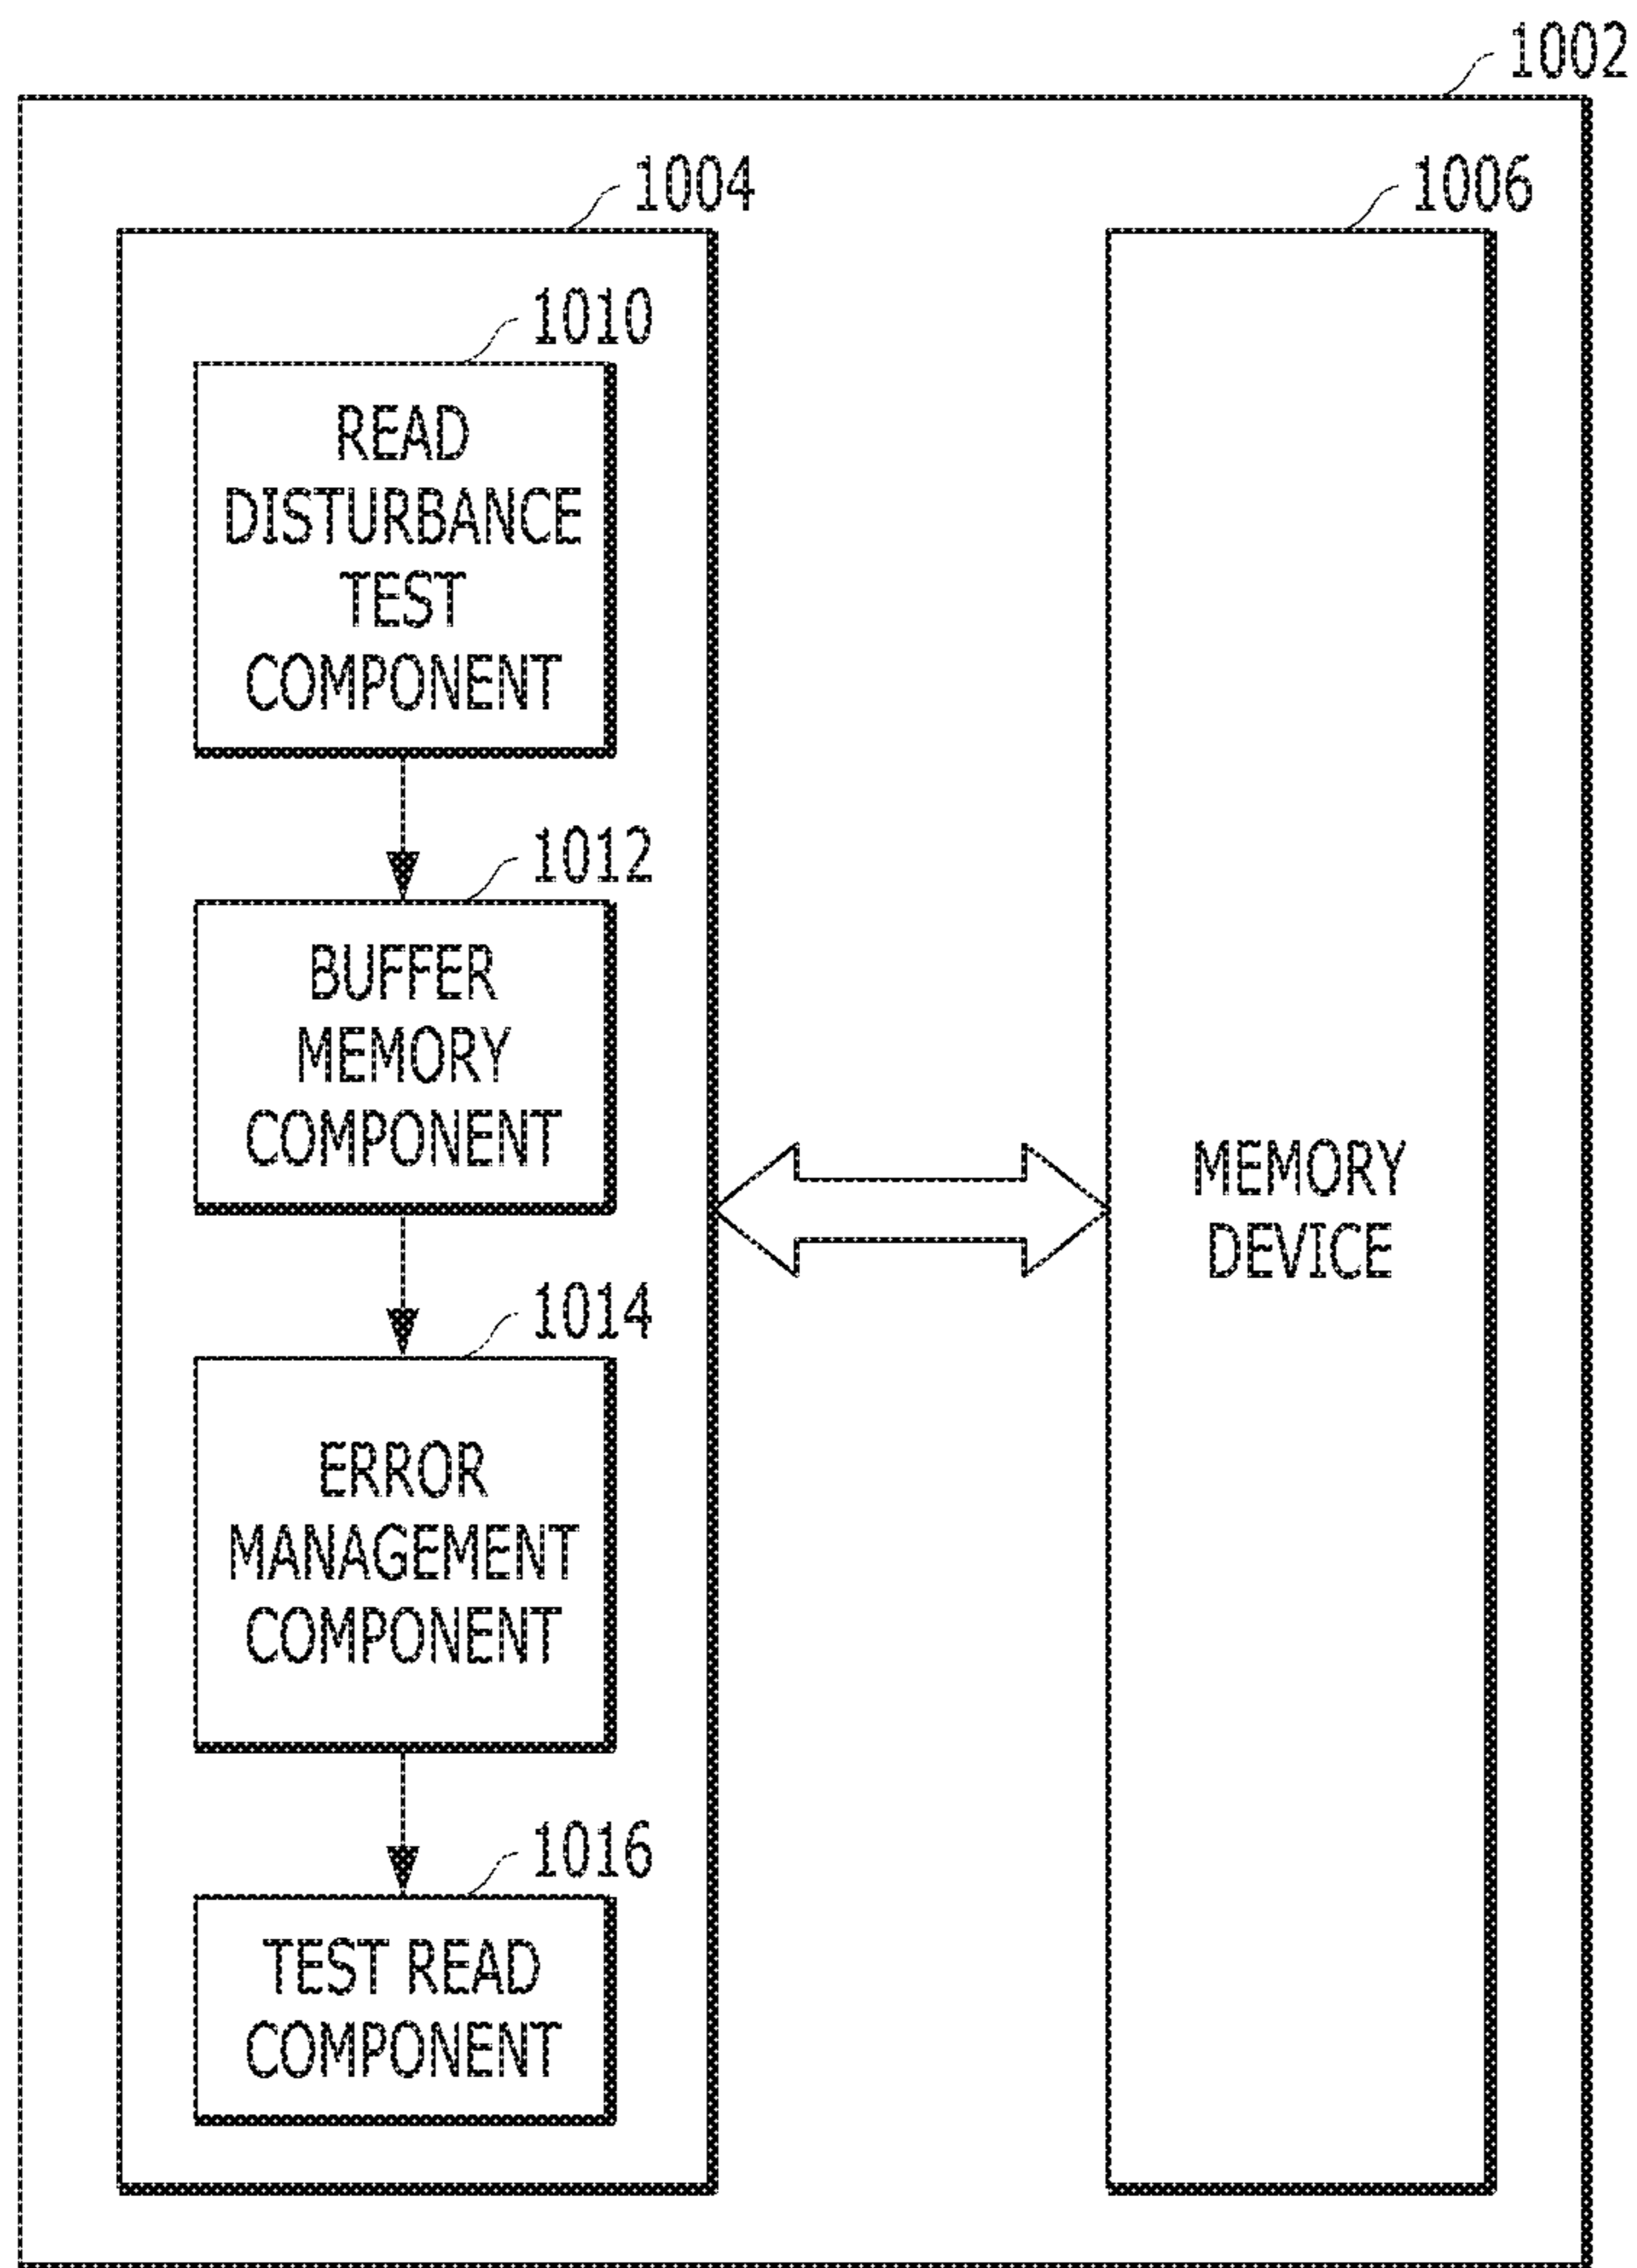 1002
1004
1006
1010
READ
DISTURBANCE
TEST
COMPONENT
1012
BUFFER
MEMORY
COMPONENT
MEMORY
DEVICE
1014
ERROR
MANAGEMENT
COMPONENT
1016
TEST READ
COMPONENT